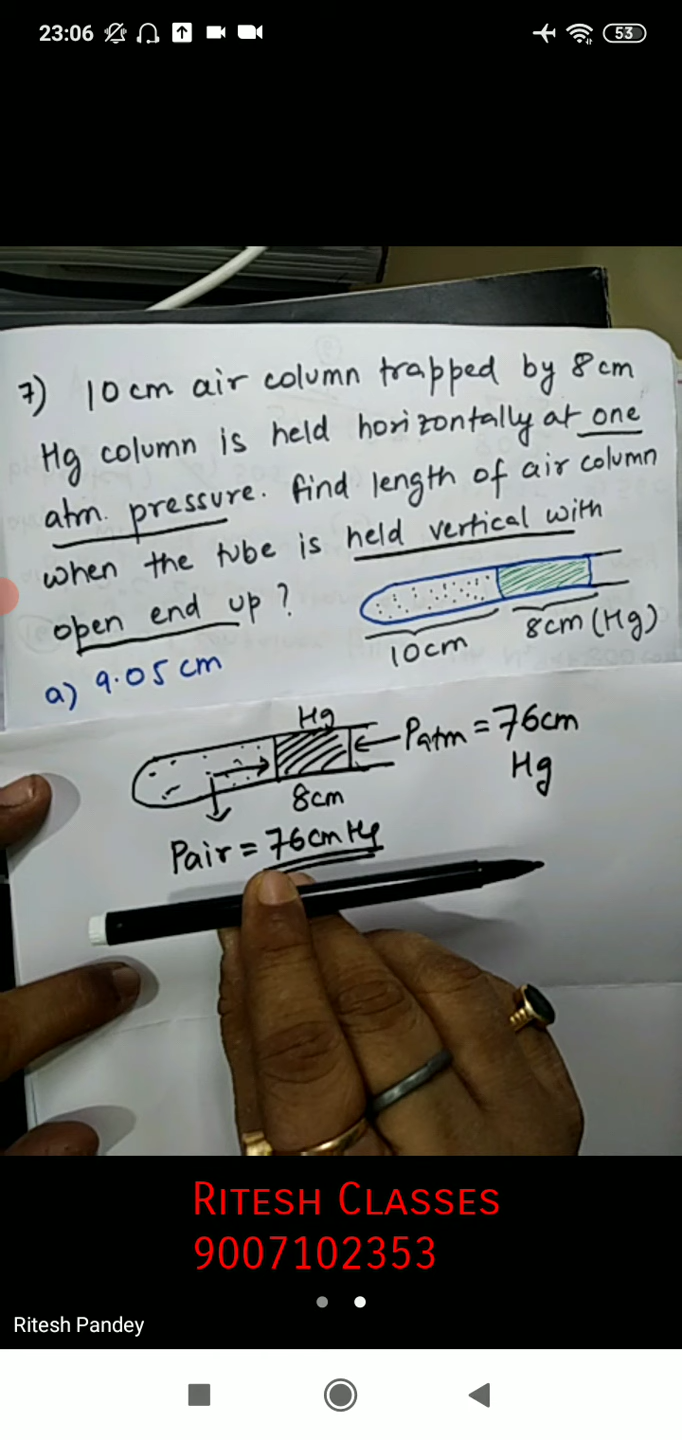 23:06
53
7) 10 cm air column trapped by 8 cm
Hg column is held horizontally at one
atm. pressure. find length of air column
when the tube is held vertical with
open end up?
10cm
8cm (Hg)
a) 9.05 cm
Hg
Patm = 76cm
Hg
8cm
Pair = 76cm Hg
RITESH CLASSES
9007102353
Ritesh Pandey